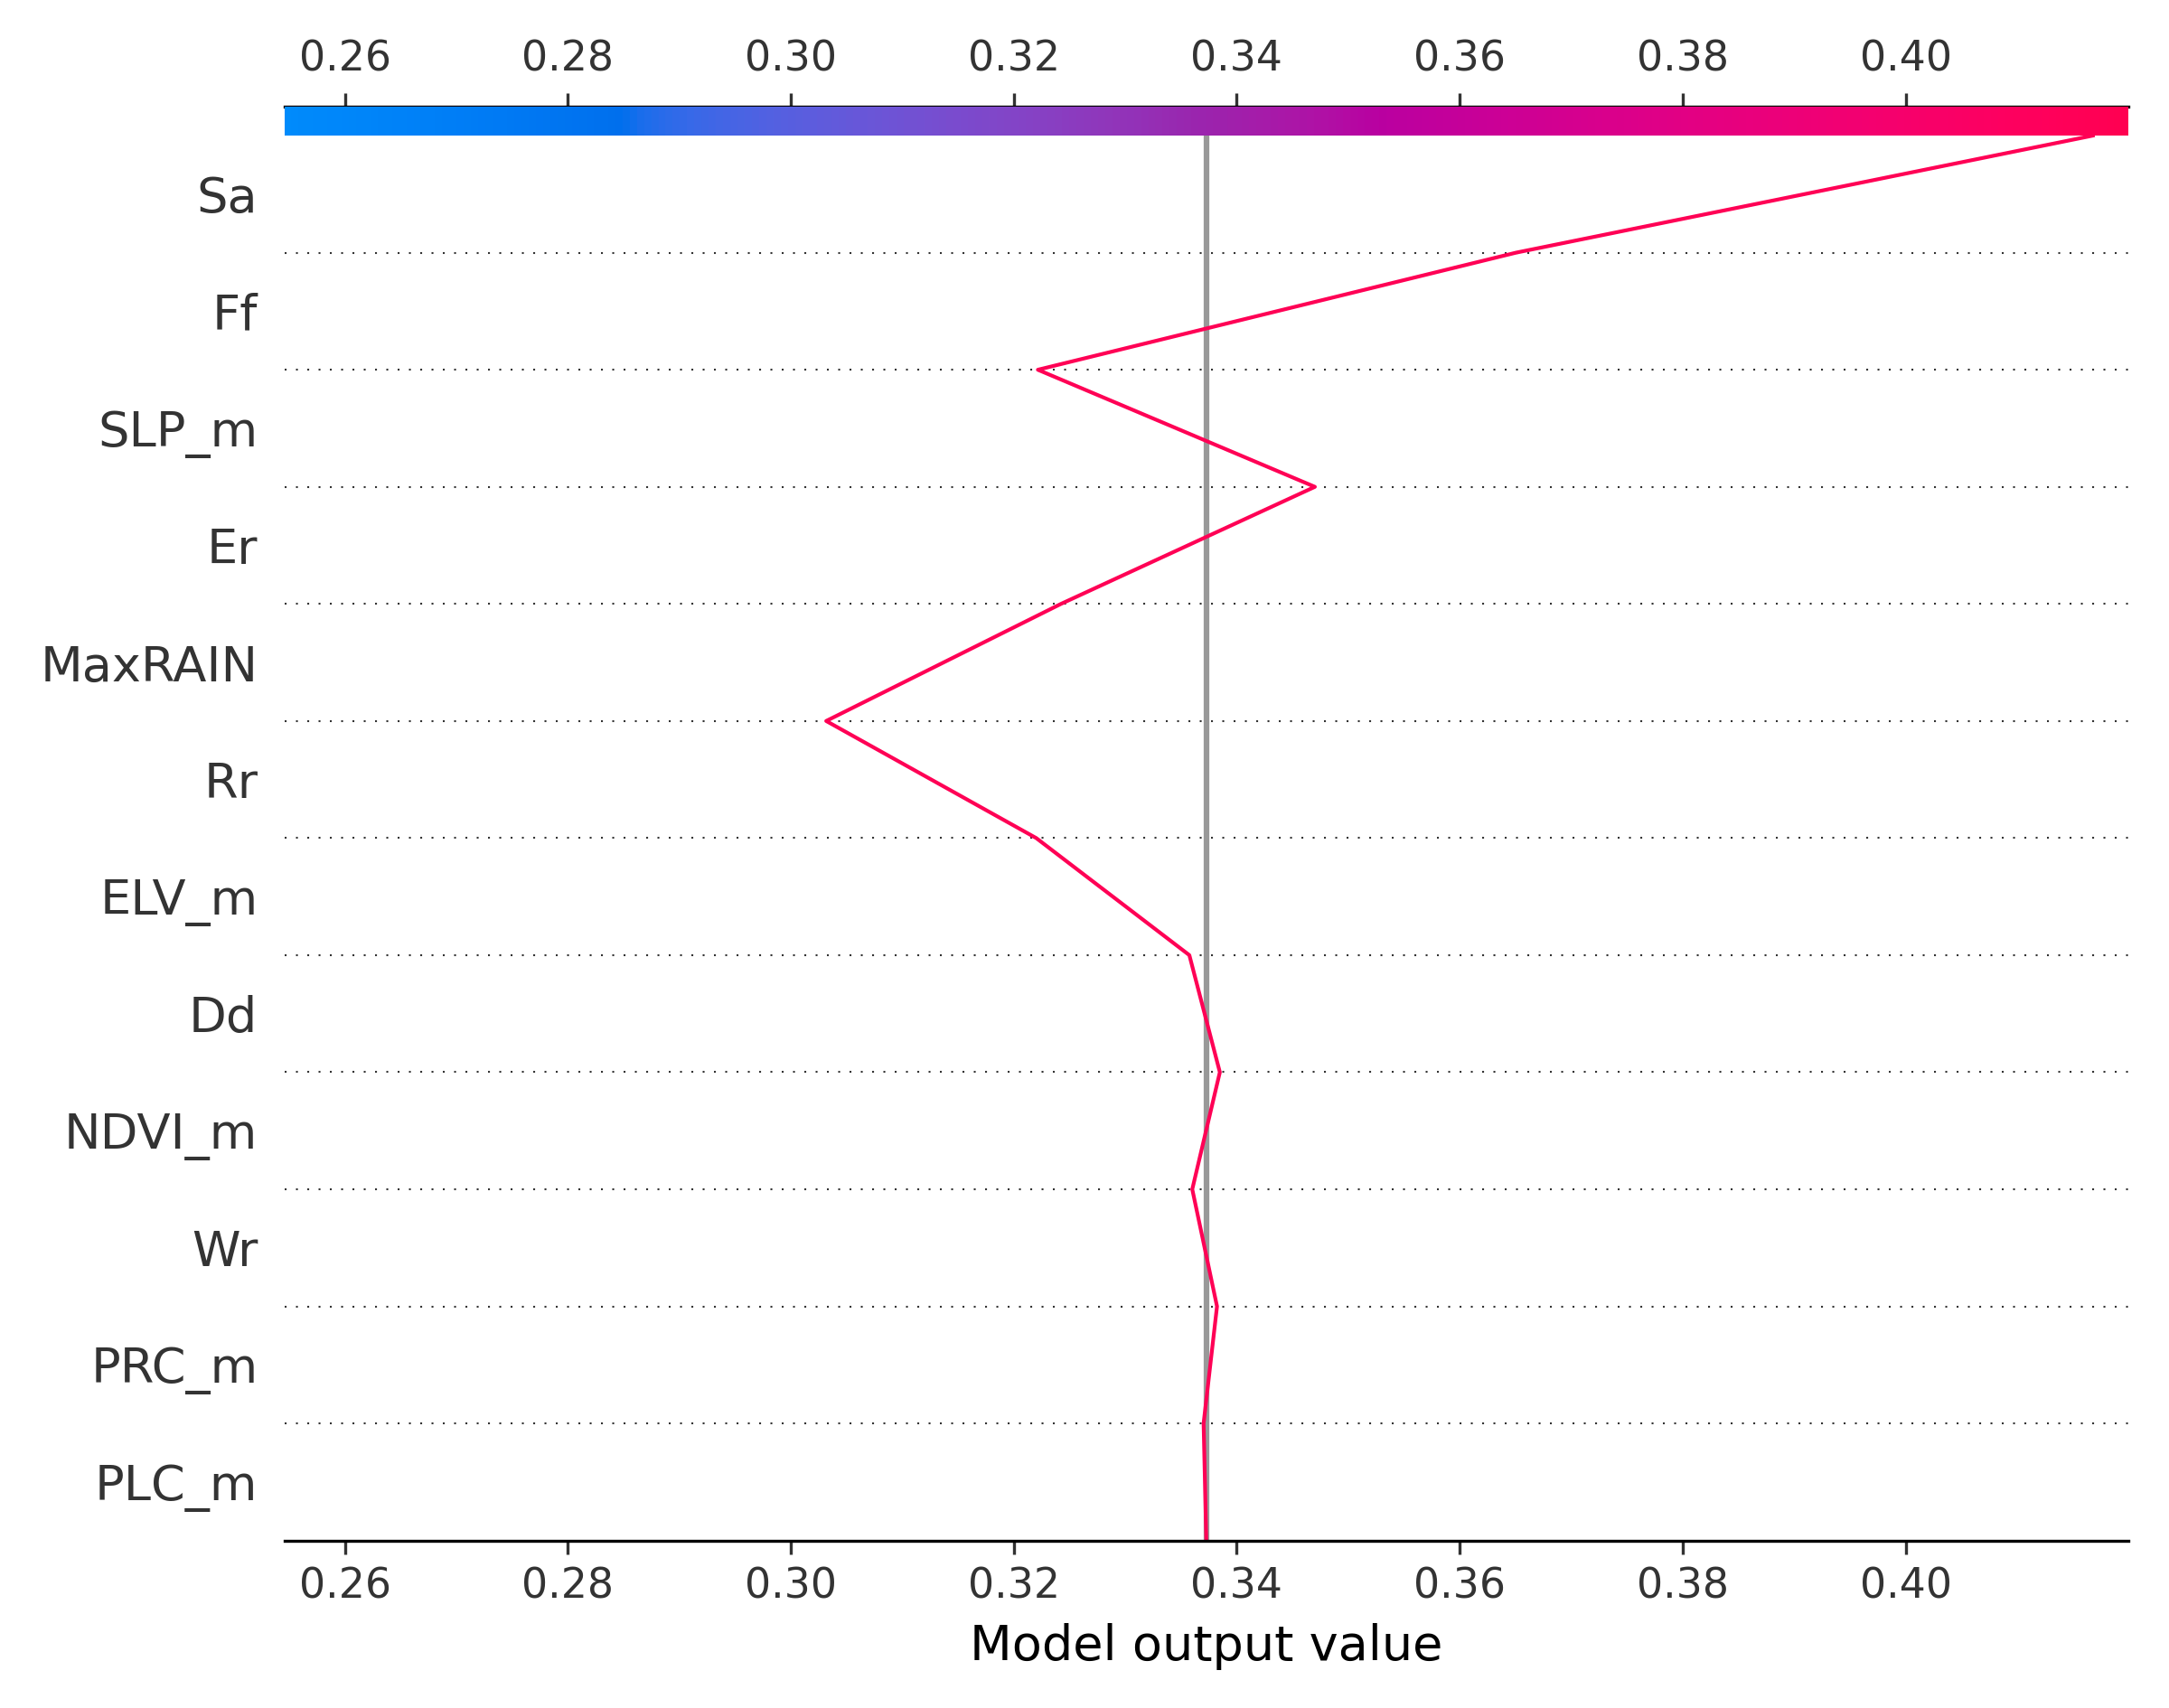 0.26 0.28 0.30 0.32 0.34 0.36 0.38 0.40
Sa
Ff
SLP_m
Er
MaxRAIN
Rr
ELV_m
Dd
NDVI_m
Wr
PRC_m
PLC_m
0.26 0.28 0.30 0.32 0.34 0.36 0.38 0.40
Model output value